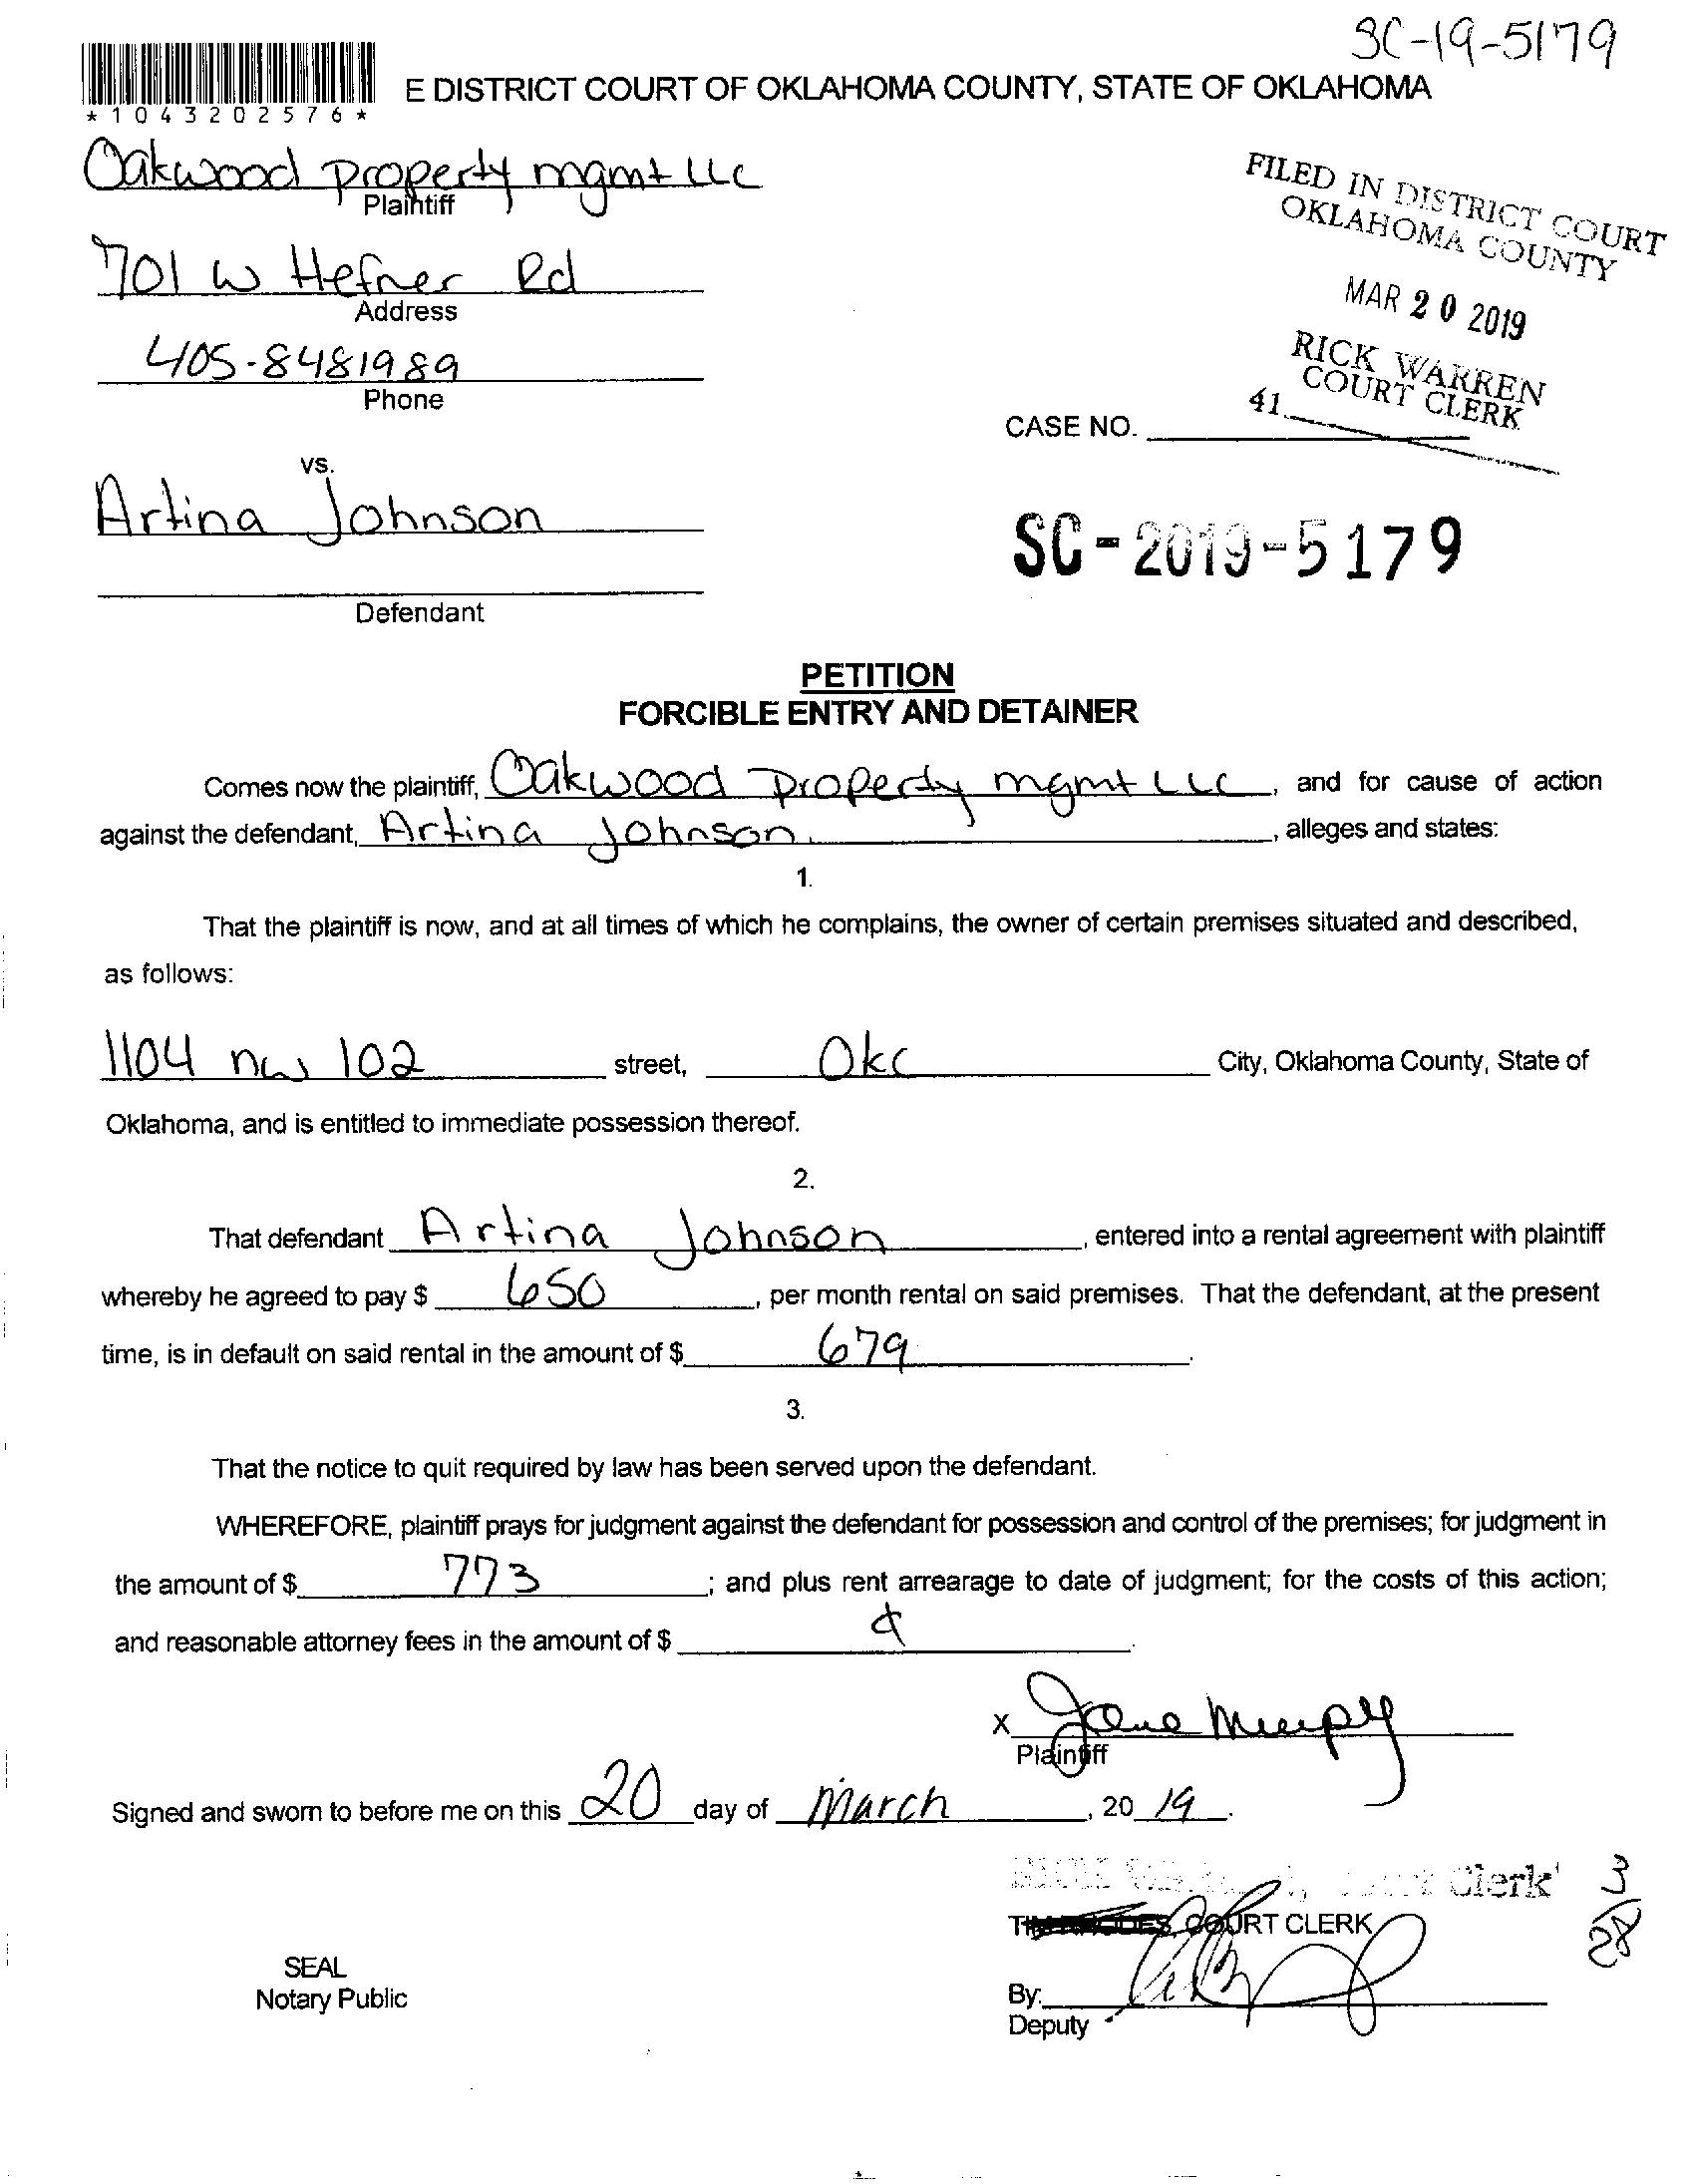 SC-19-5179
E DISTRICT COURT OF OKLAHOMA COUNTY, STATE OF OKLAHOMA
*1043202576*
Oakwood property mgmt LLC
Plaintiff
FILED IN DISTRICT COURT
OKLAHOMA COUNTY
701 W Hefner Rd
Address
MAR 20 2019
405-8481989
Phone
RICK WARREN
COURT CLERK
41
CASE NO.
vs.
Artina Johnson
SC-2019-5179
Defendant
PETITION
FORCIBLE ENTRY AND DETAINER
Comes now the plaintiff, Oakwood Property mgmt LLC, and for cause of action
against the defendant, Artina Johnson, alleges and states:
1.
That the plaintiff is now, and at all times of which he complains, the owner of certain premises situated and described,
as follows:
1104 nw 102 street, Okc City, Oklahoma County, State of
Oklahoma, and is entitled to immediate possession thereof.
2.
That defendant Artina Johnson, entered into a rental agreement with plaintiff
whereby he agreed to pay $ 650, per month rental on said premises. That the defendant, at the present
time, is in default on said rental in the amount of $ 679.
3.
That the notice to quit required by law has been served upon the defendant.
WHEREFORE, plaintiff prays for judgment against the defendant for possession and control of the premises; for judgment in
the amount of $ 773; and plus rent arrearage to date of judgment; for the costs of this action;
and reasonable attorney fees in the amount of $
X
Plaintiff
Signed and sworn to before me on this 20 day of March, 20 19.
Clerk
COURT CLERK
3/28
SEAL
Notary Public
By:
Deputy